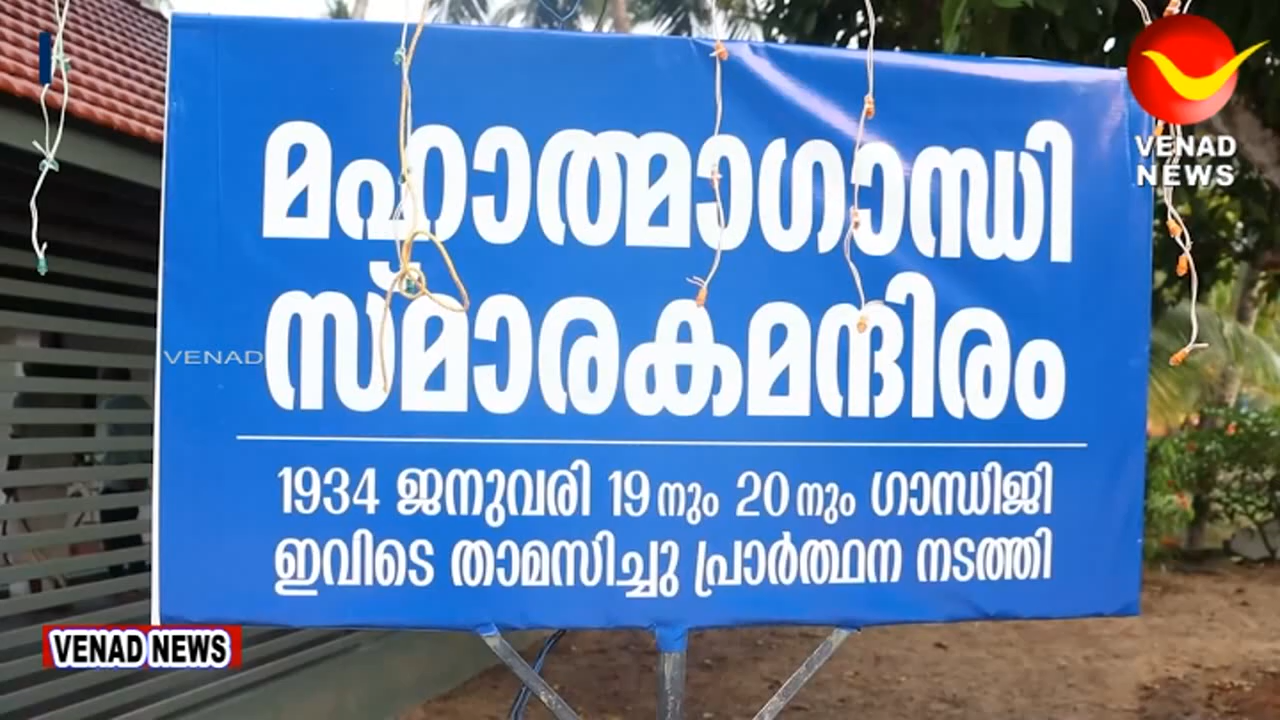 VENAD
NEWS
മഹാത്മാഗാന്ധി
സ്മാരകമന്ദിരം
VENAD
1934 ജനുവരി 19നും 20നും ഗാന്ധിജി
ഇവിടെ താമസിച്ചു പ്രാർത്ഥന നടത്തി
VENAD NEWS